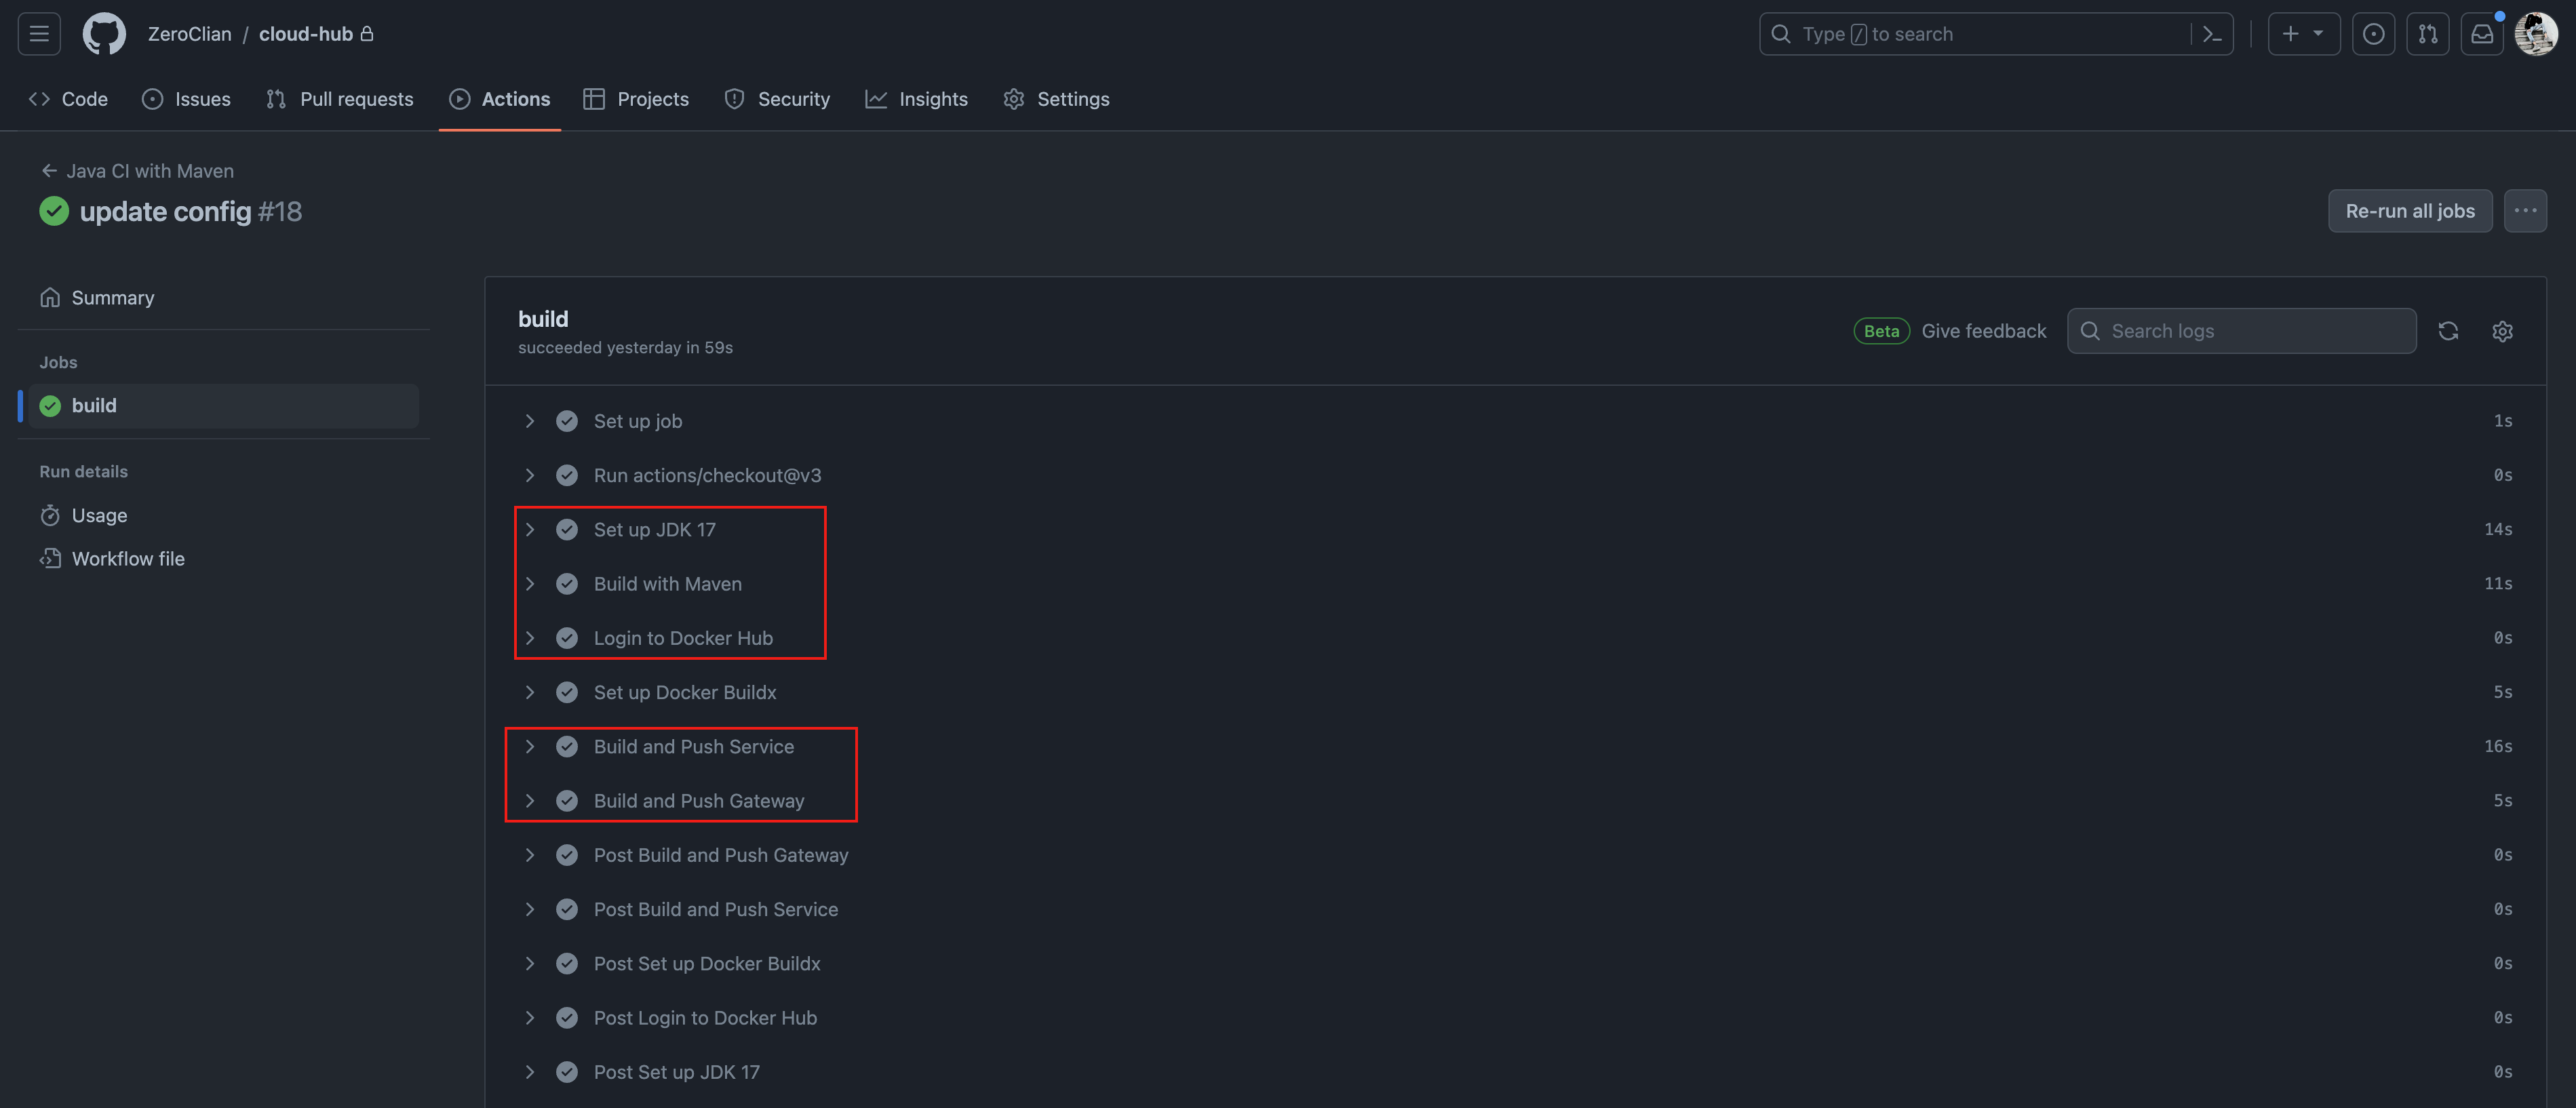 ZeroClian / cloud-hub
Type / to search
Code
Issues
Pull requests
Actions
Projects
Security
Insights
Settings
Java CI with Maven
update config #18
Re-run all jobs
Summary
Jobs
build
Run details
Usage
Workflow file
build
succeeded yesterday in 59s
Beta
Give feedback
Search logs
Set up job 1s
Run actions/checkout@v3 0s
Set up JDK 17 14s
Build with Maven 11s
Login to Docker Hub 0s
Set up Docker Buildx 5s
Build and Push Service 16s
Build and Push Gateway 5s
Post Build and Push Gateway 0s
Post Build and Push Service 0s
Post Set up Docker Buildx 0s
Post Login to Docker Hub 0s
Post Set up JDK 17 0s